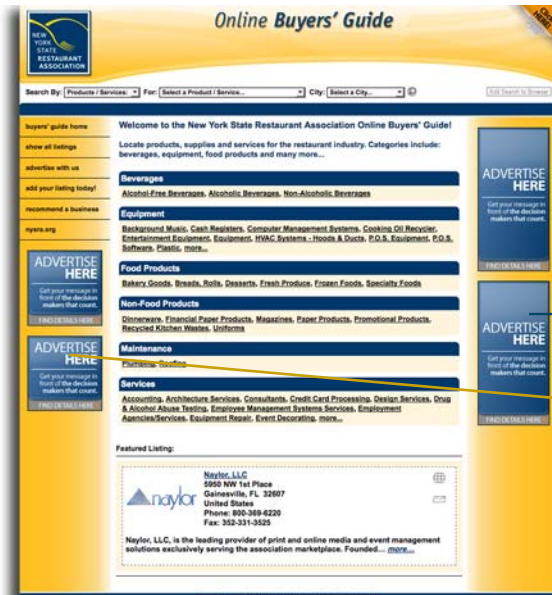 NEW
YORK
STATE
RESTAURANT
ASSOCIATION
Online Buyers' Guide
CLICK
HERE!
Search By: Products / Services: For: Select a Product / Service... City: Select a City... Add Search to Browser
buyers' guide home
show all listings
advertise with us
add your listing today!
recommend a business
nysra.org
ADVERTISE
HERE
Get your message in
front of the decision
makers that count.
FIND DETAILS HERE
ADVERTISE
HERE
Get your message in
front of the decision
makers that count.
FIND DETAILS HERE
Welcome to the New York State Restaurant Association Online Buyers' Guide!
Locate products, supplies and services for the restaurant industry. Categories include:
beverages, equipment, food products and many more...
Beverages
Alcohol-Free Beverages, Alcoholic Beverages, Non-Alcoholic Beverages
Equipment
Background Music, Cash Registers, Computer Management Systems, Cooking Oil Recycler,
Entertainment Equipment, Equipment, HVAC Systems - Hoods & Ducts, P.O.S. Equipment, P.O.S.
Software, Plastic, more...
Food Products
Bakery Goods, Breads, Rolls, Desserts, Fresh Produce, Frozen Foods, Specialty Foods
Non-Food Products
Dinnerware, Financial Paper Products, Magazines, Paper Products, Promotional Products,
Recycled Kitchen Wastes, Uniforms
Maintenance
Plumbing, Roofing
Services
Accounting, Architecture Services, Consultants, Credit Card Processing, Design Services, Drug
& Alcohol Abuse Testing, Employee Management Systems Services, Employment
Agencies/Services, Equipment Repair, Event Decorating, more...
Featured Listing:
naylor
Naylor, LLC
5950 NW 1st Place
Gainesville, FL 32607
United States
Phone: 800-369-6220
Fax: 352-331-3525
Naylor, LLC, is the leading provider of print and online media and event management
solutions exclusively serving the association marketplace. Founded... more...
ADVERTISE
HERE
Get your message in
front of the decision
makers that count.
FIND DETAILS HERE
ADVERTISE
HERE
Get your message in
front of the decision
makers that count.
FIND DETAILS HERE